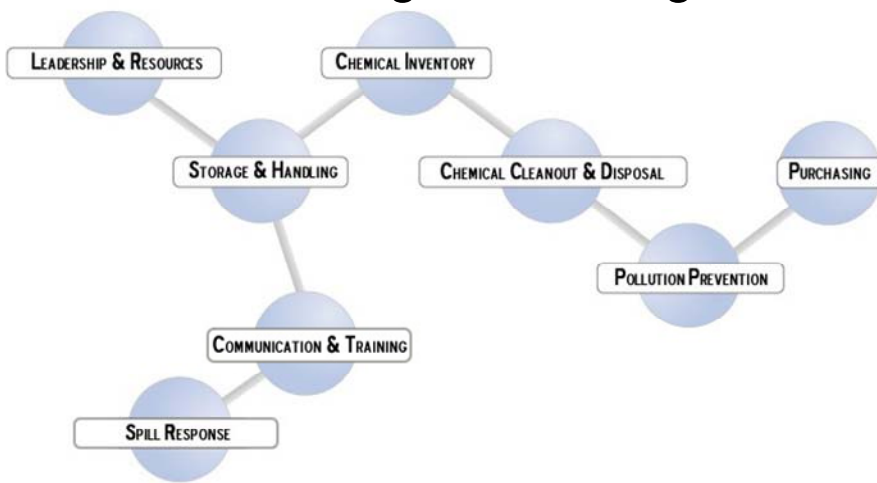 LEADERSHIP & RESOURCES
CHEMICAL INVENTORY
STORAGE & HANDLING
CHEMICAL CLEANOUT & DISPOSAL
PURCHASING
POLLUTION PREVENTION
COMMUNICATION & TRAINING
SPILL RESPONSE